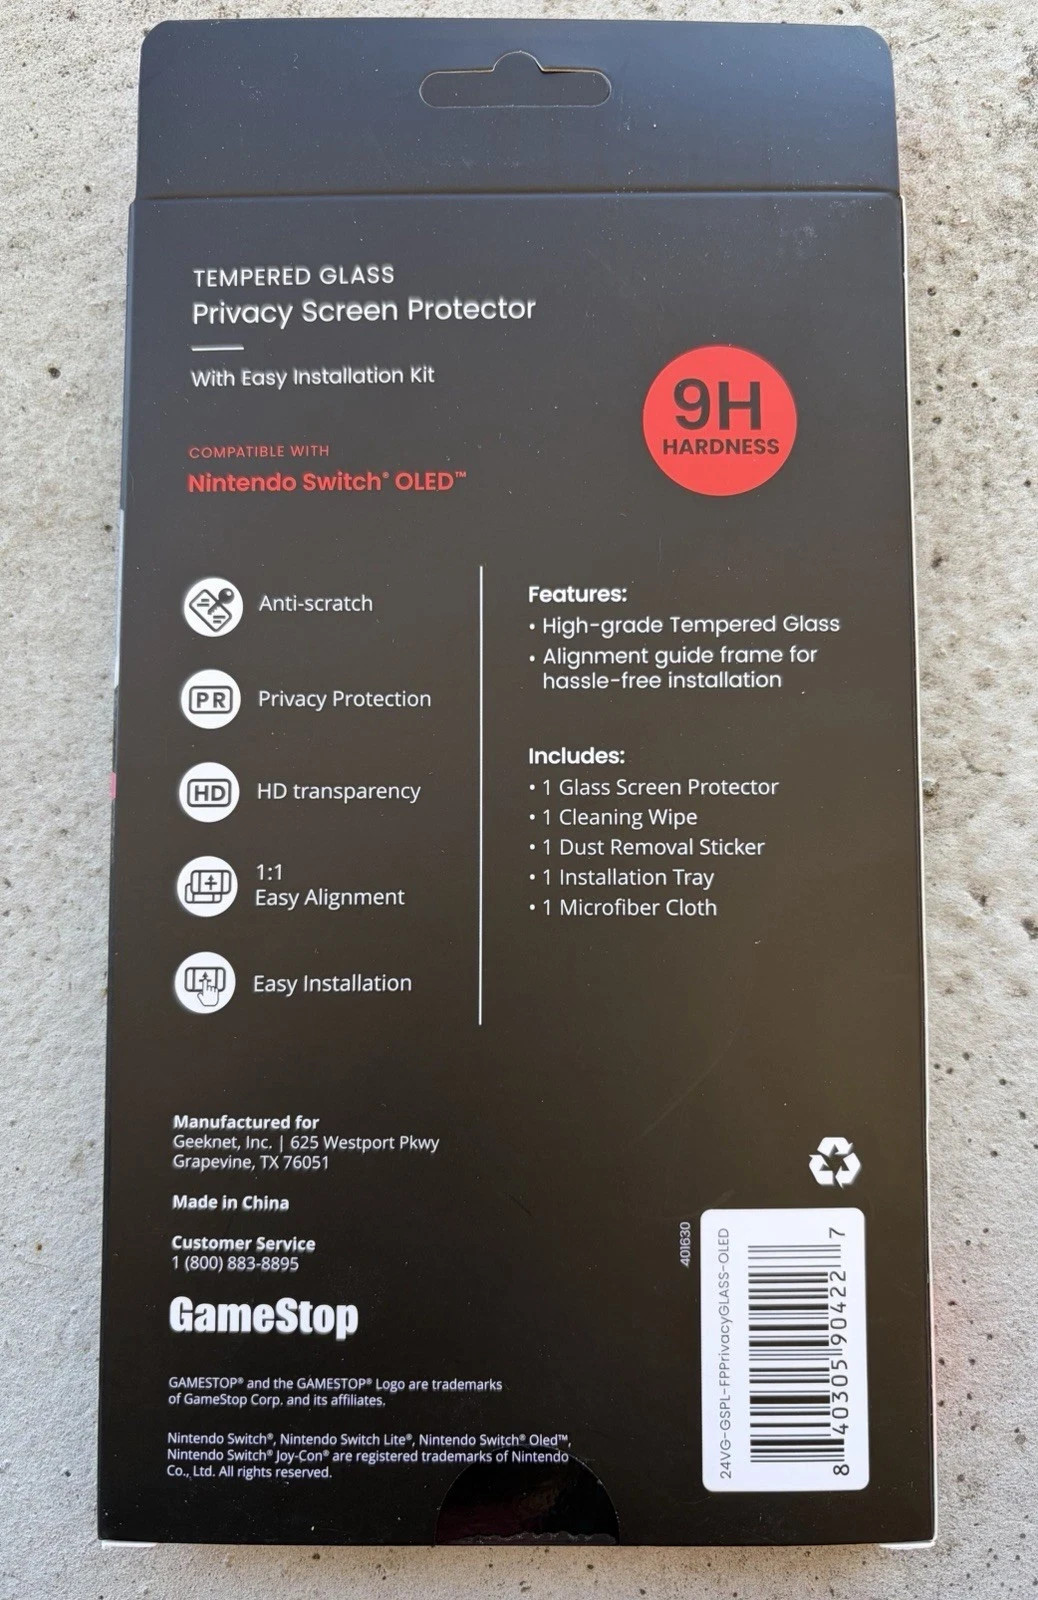 TEMPERED GLASS
Privacy Screen Protector
With Easy Installation Kit
9H
HARDNESS
COMPATIBLE WITH
Nintendo Switch® OLED™
Anti-scratch
PR
Privacy Protection
HD
HD transparency
1:1
Easy Alignment
Easy Installation
Features:
• High-grade Tempered Glass
• Alignment guide frame for
hassle-free installation
Includes:
• 1 Glass Screen Protector
• 1 Cleaning Wipe
• 1 Dust Removal Sticker
• 1 Installation Tray
• 1 Microfiber Cloth
Manufactured for
Geeknet, Inc. | 625 Westport Pkwy
Grapevine, TX 76051
Made in China
Customer Service
1 (800) 883-8895
GameStop
GAMESTOP® and the GAMESTOP® Logo are trademarks
of GameStop Corp. and its affiliates.
Nintendo Switch®, Nintendo Switch Lite®, Nintendo Switch® Oled™,
Nintendo Switch® Joy-Con® are registered trademarks of Nintendo
Co., Ltd. All rights reserved.
401630
24VG-GSPL-FPPrivacyGLASS-OLED
8 40305 90422 7